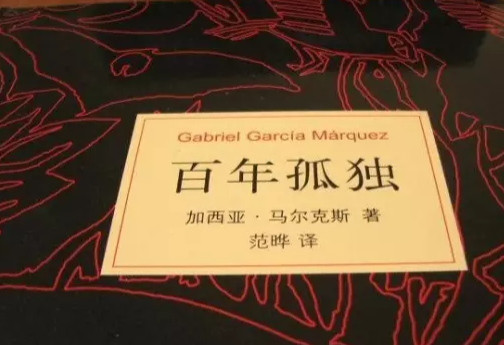 Gabriel García Márquez
百年孤独
加西亚·马尔克斯 著
范晔 译